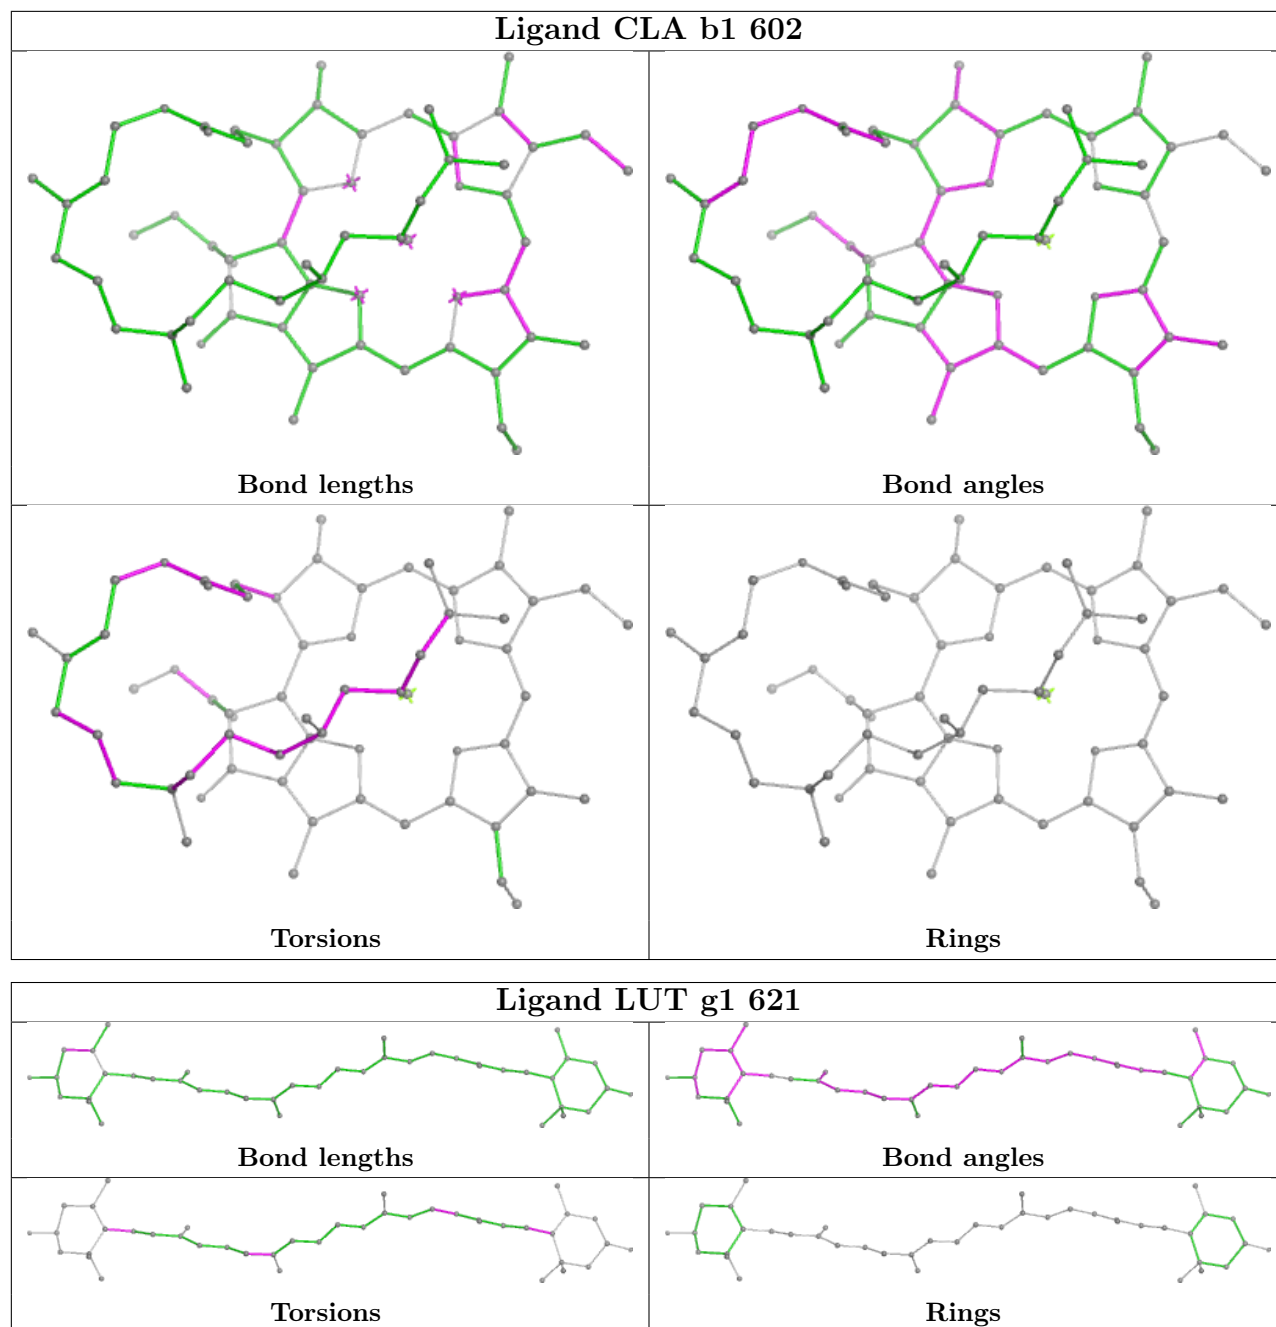 Ligand CLA b1 602
Bond lengths
Bond angles
Torsions
Rings
Ligand LUT g1 621
Bond lengths
Bond angles
Torsions
Rings